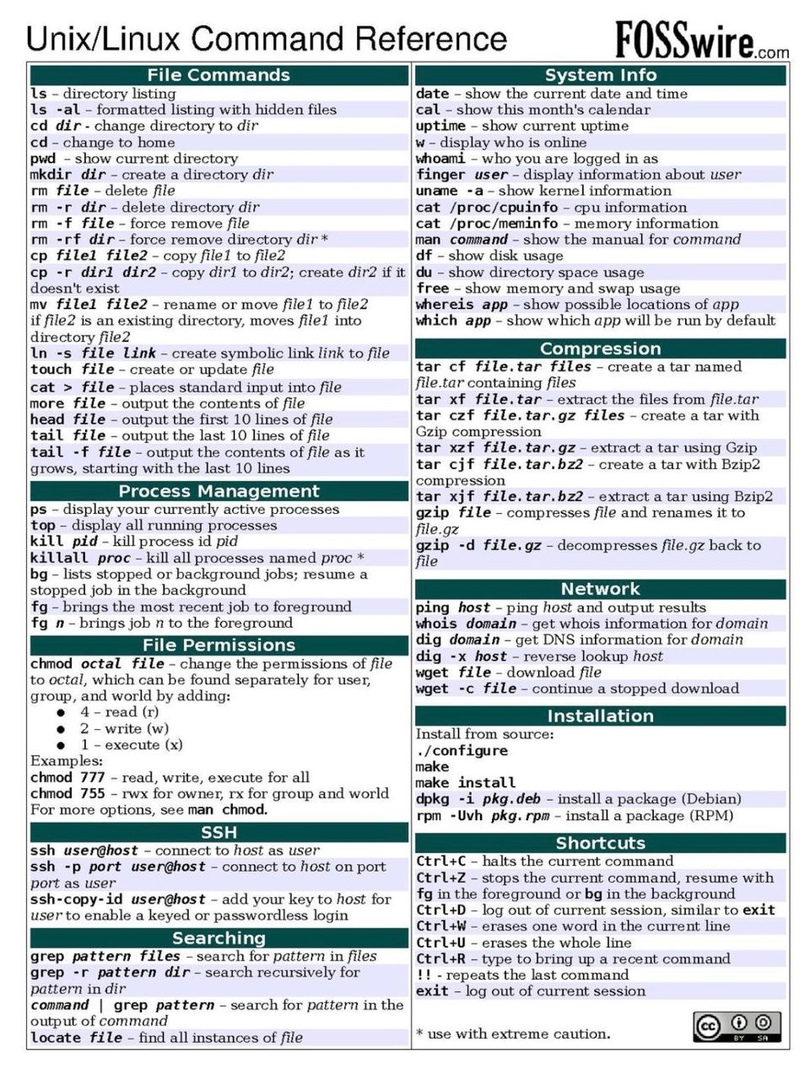 Unix/Linux Command Reference
FOSSwire.com
File Commands
ls – directory listing
ls -al – formatted listing with hidden files
cd dir - change directory to dir
cd – change to home
pwd – show current directory
mkdir dir – create a directory dir
rm file – delete file
rm -r dir – delete directory dir
rm -f file – force remove file
rm -rf dir – force remove directory dir *
cp file1 file2 – copy file1 to file2
cp -r dir1 dir2 – copy dir1 to dir2; create dir2 if it
doesn't exist
mv file1 file2 – rename or move file1 to file2
if file2 is an existing directory, moves file1 into
directory file2
ln -s file link – create symbolic link link to file
touch file – create or update file
cat > file – places standard input into file
more file – output the contents of file
head file – output the first 10 lines of file
tail file – output the last 10 lines of file
tail -f file – output the contents of file as it
grows, starting with the last 10 lines
Process Management
ps – display your currently active processes
top – display all running processes
kill pid – kill process id pid
killall proc – kill all processes named proc *
bg – lists stopped or background jobs; resume a
stopped job in the background
fg – brings the most recent job to foreground
fg n – brings job n to the foreground
File Permissions
chmod octal file – change the permissions of file
to octal, which can be found separately for user,
group, and world by adding:
● 4 – read (r)
● 2 – write (w)
● 1 – execute (x)
Examples:
chmod 777 – read, write, execute for all
chmod 755 – rwx for owner, rx for group and world
For more options, see man chmod.
SSH
ssh user@host – connect to host as user
ssh -p port user@host – connect to host on port
port as user
ssh-copy-id user@host – add your key to host for
user to enable a keyed or passwordless login
Searching
grep pattern files – search for pattern in files
grep -r pattern dir – search recursively for
pattern in dir
command | grep pattern – search for pattern in the
output of command
locate file – find all instances of file
System Info
date – show the current date and time
cal – show this month's calendar
uptime – show current uptime
w – display who is online
whoami – who you are logged in as
finger user – display information about user
uname -a – show kernel information
cat /proc/cpuinfo – cpu information
cat /proc/meminfo – memory information
man command – show the manual for command
df – show disk usage
du – show directory space usage
free – show memory and swap usage
whereis app – show possible locations of app
which app – show which app will be run by default
Compression
tar cf file.tar files – create a tar named
file.tar containing files
tar xf file.tar – extract the files from file.tar
tar czf file.tar.gz files – create a tar with
Gzip compression
tar xzf file.tar.gz – extract a tar using Gzip
tar cjf file.tar.bz2 – create a tar with Bzip2
compression
tar xjf file.tar.bz2 – extract a tar using Bzip2
gzip file – compresses file and renames it to
file.gz
gzip -d file.gz – decompresses file.gz back to
file
Network
ping host – ping host and output results
whois domain – get whois information for domain
dig domain – get DNS information for domain
dig -x host – reverse lookup host
wget file – download file
wget -c file – continue a stopped download
Installation
Install from source:
./configure
make
make install
dpkg -i pkg.deb – install a package (Debian)
rpm -Uvh pkg.rpm – install a package (RPM)
Shortcuts
Ctrl+C – halts the current command
Ctrl+Z – stops the current command, resume with
fg in the foreground or bg in the background
Ctrl+D – log out of current session, similar to exit
Ctrl+W – erases one word in the current line
Ctrl+U – erases the whole line
Ctrl+R – type to bring up a recent command
!! - repeats the last command
exit – log out of current session
* use with extreme caution.
cc
BY SA